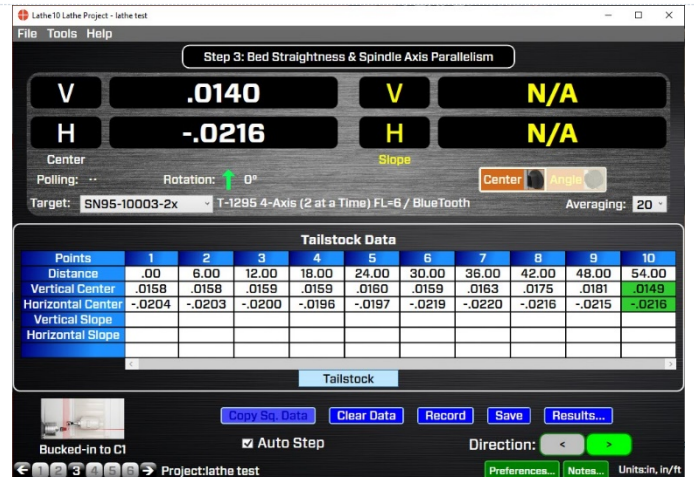 Lathe10 Lathe Project - lathe test
File Tools Help
Step 3: Bed Straightness & Spindle Axis Parallelism
V .0140 V N/A
H -.0216 H N/A
Center Slope
Polling: -- Rotation: 0° Center Angle
Target: SN95-10003-2x T-1295 4-Axis (2 at a Time) FL=6 / BlueTooth Averaging: 20
Tailstock Data
Points 1 2 3 4 5 6 7 8 9 10
Distance .00 6.00 12.00 18.00 24.00 30.00 36.00 42.00 48.00 54.00
Vertical Center .0158 .0158 .0159 .0159 .0160 .0159 .0163 .0175 .0181 .0149
Horizontal Center -.0204 -.0203 -.0200 -.0196 -.0197 -.0219 -.0220 -.0216 -.0215 -.0216
Vertical Slope
Horizontal Slope
Tailstock
Copy Sq. Data Clear Data Record Save Results...
Auto Step Direction: < >
Bucked-in to C1
1 2 3 4 5 6 Project:lathe test Preferences... Notes... Units:in, in/ft